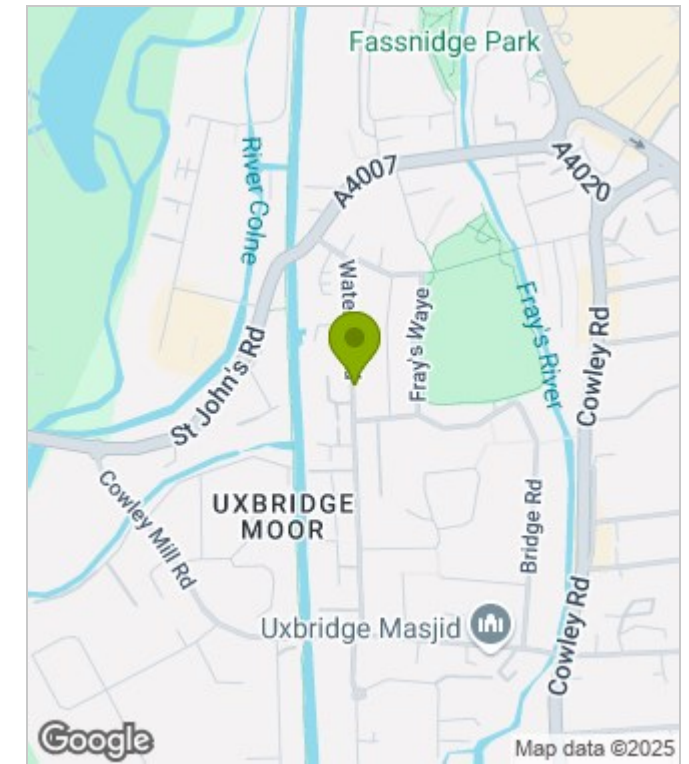 Fassnidge Park
River Colne
A4007
A4020
Wate
Fray's Waye
Fray's River
Cowley Rd
St John's Rd
UXBRIDGE
MOOR
Cowley Mill Rd
Bridge Rd
Uxbridge Masjid
Cowley Rd
Google
Map data ©2025